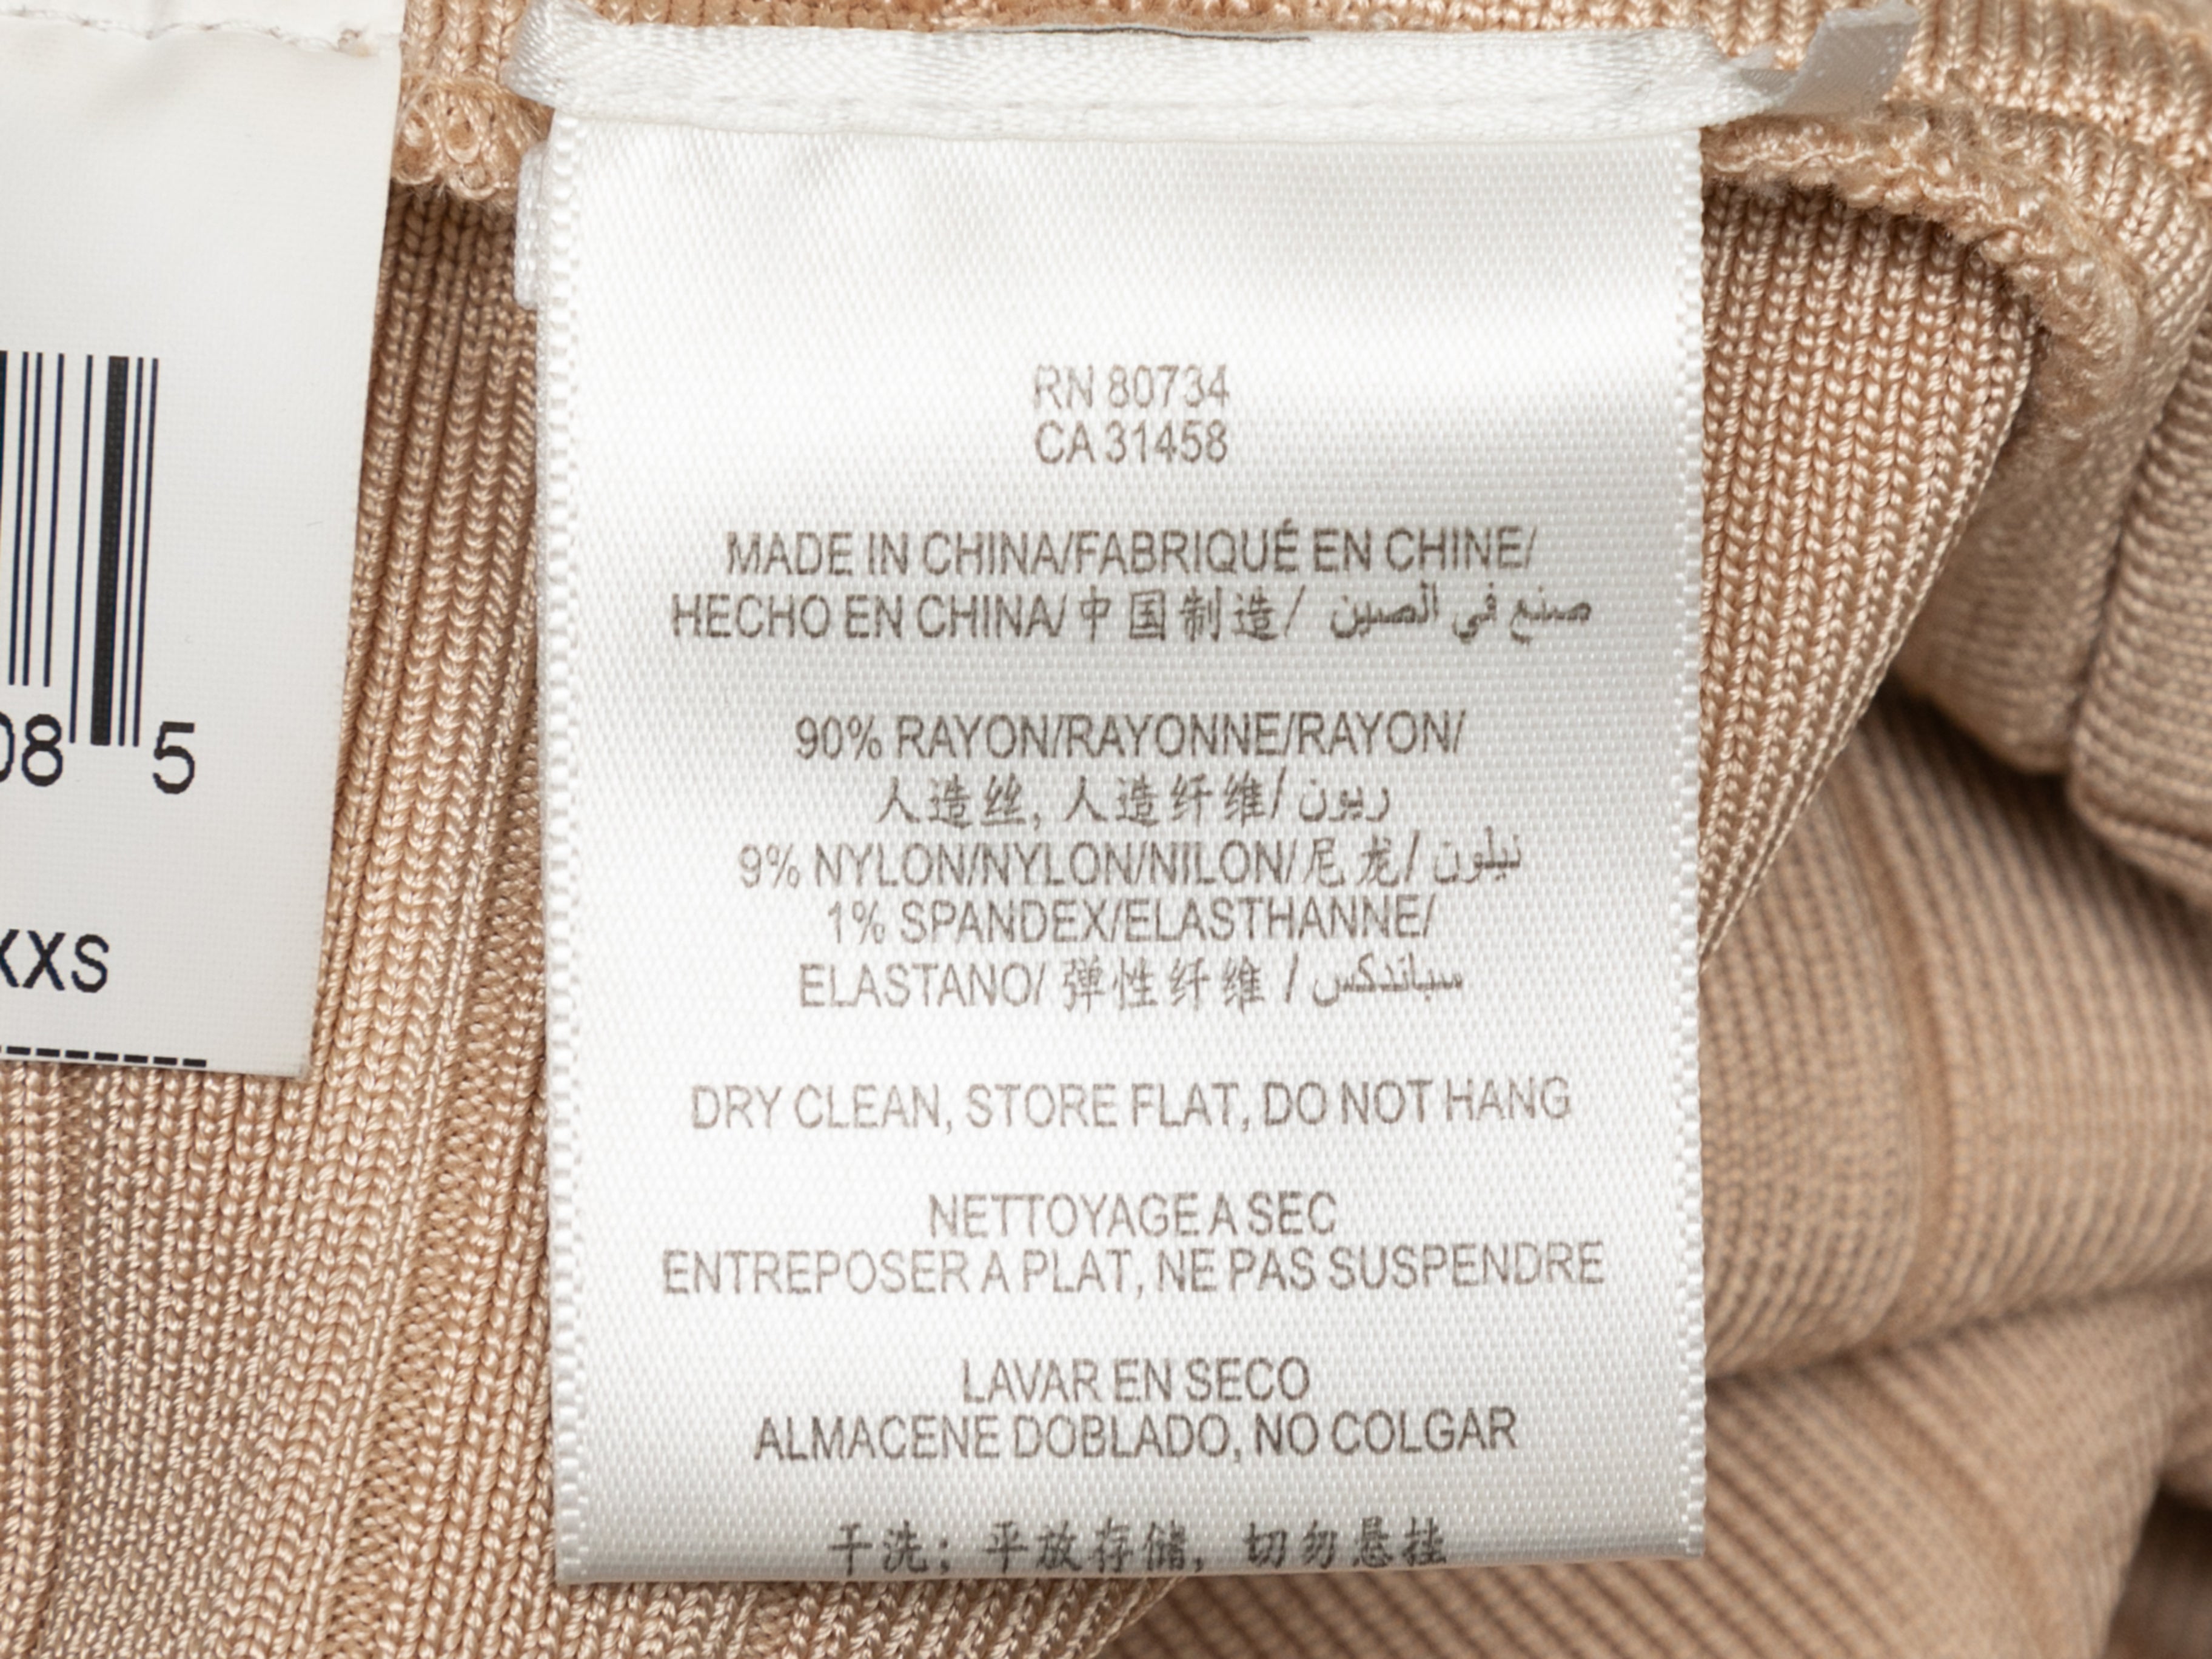 08 5
XXS
RN 80734
CA 31458
MADE IN CHINA/FABRIQUÉ EN CHINE/
HECHO EN CHINA/ 中国制造/ صنع في الصين
90% RAYON/RAYONNE/RAYON/
人造丝, 人造纤维/ ريون
9% NYLON/NYLON/NILON/尼龙/ نيلون
1% SPANDEX/ELASTHANNE/
ELASTANO/ 弹性纤维 / سباندكس
DRY CLEAN, STORE FLAT, DO NOT HANG
NETTOYAGE A SEC
ENTREPOSER A PLAT, NE PAS SUSPENDRE
LAVAR EN SECO
ALMACENE DOBLADO, NO COLGAR
干洗; 平放存储, 切勿悬挂